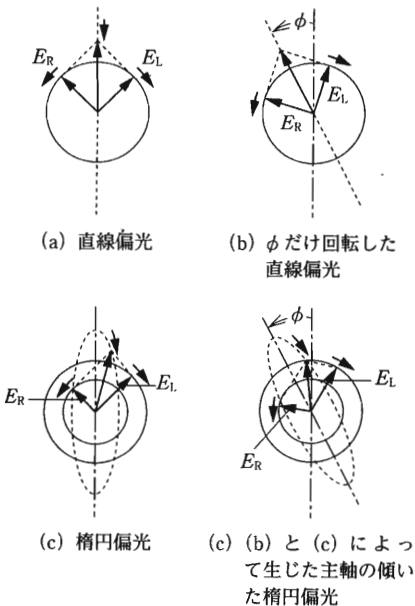 φ
E_R E_L
E_L
E_R
(a) 直線偏光
(b) φだけ回転した
直線偏光
φ
E_R E_L
E_L
E_R
(c) 楕円偏光
(c) (b) と (c) によっ
て生じた主軸の傾い
た楕円偏光